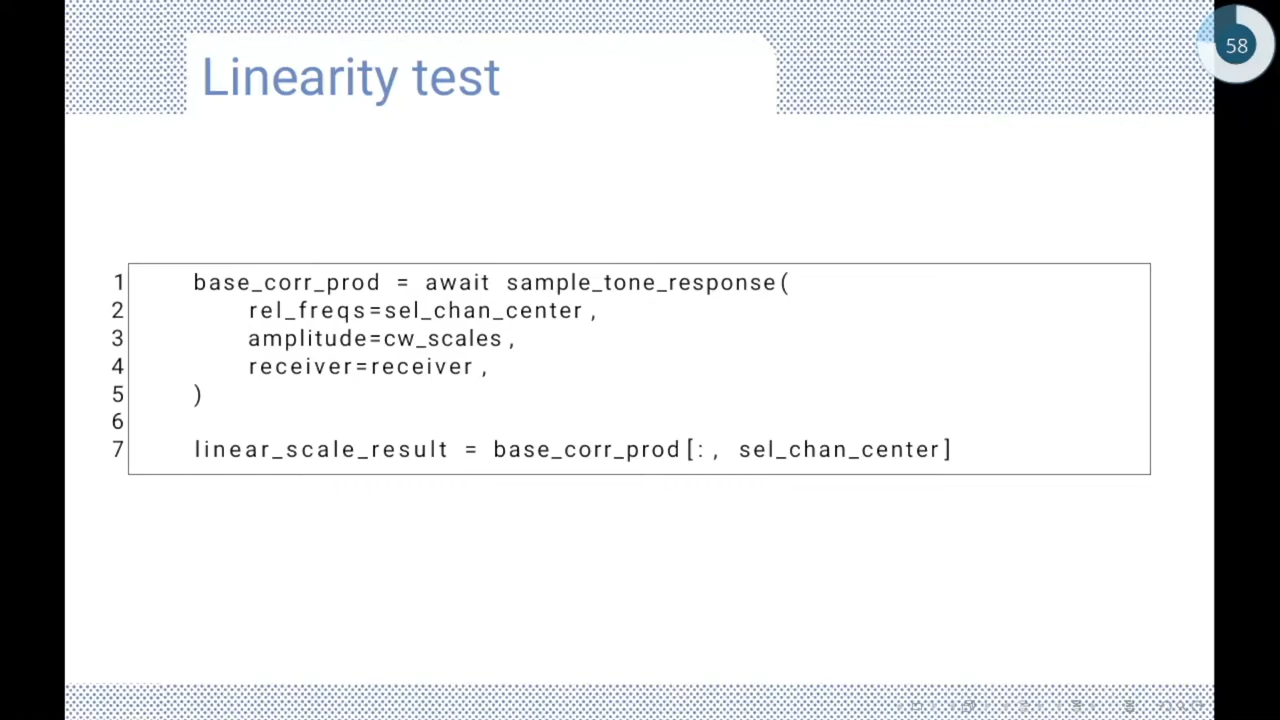 58
Linearity test
1 base_corr_prod = await sample_tone_response(
2 rel_freqs=sel_chan_center,
3 amplitude=cw_scales,
4 receiver=receiver,
5 )
6
7 linear_scale_result = base_corr_prod[:, sel_chan_center]